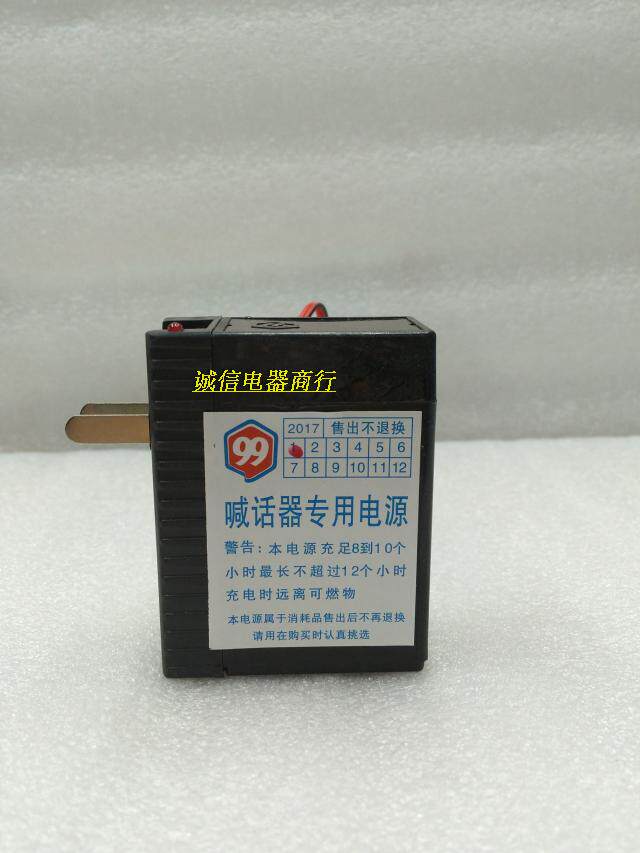 诚信电器商行
99
2017 售出不退换
1 2 3 4 5 6
7 8 9 10 11 12
喊话器专用电源
警告：本电源充足8到10个
小时最长不超过12个小时
充电时远离可燃物
本电源属于消耗品售出后不再退换
请用在购买时认真挑选